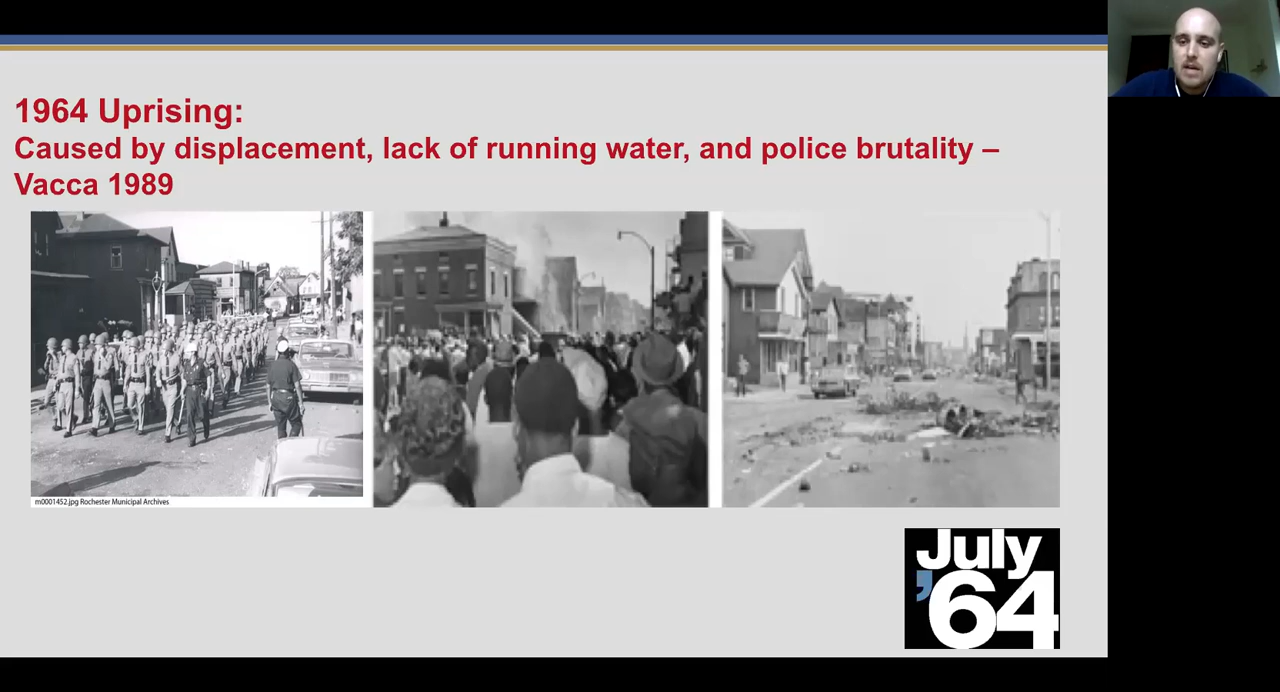 1964 Uprising:
Caused by displacement, lack of running water, and police brutality –
Vacca 1989
m0001452.jpg Rochester Municipal Archives
July
’64